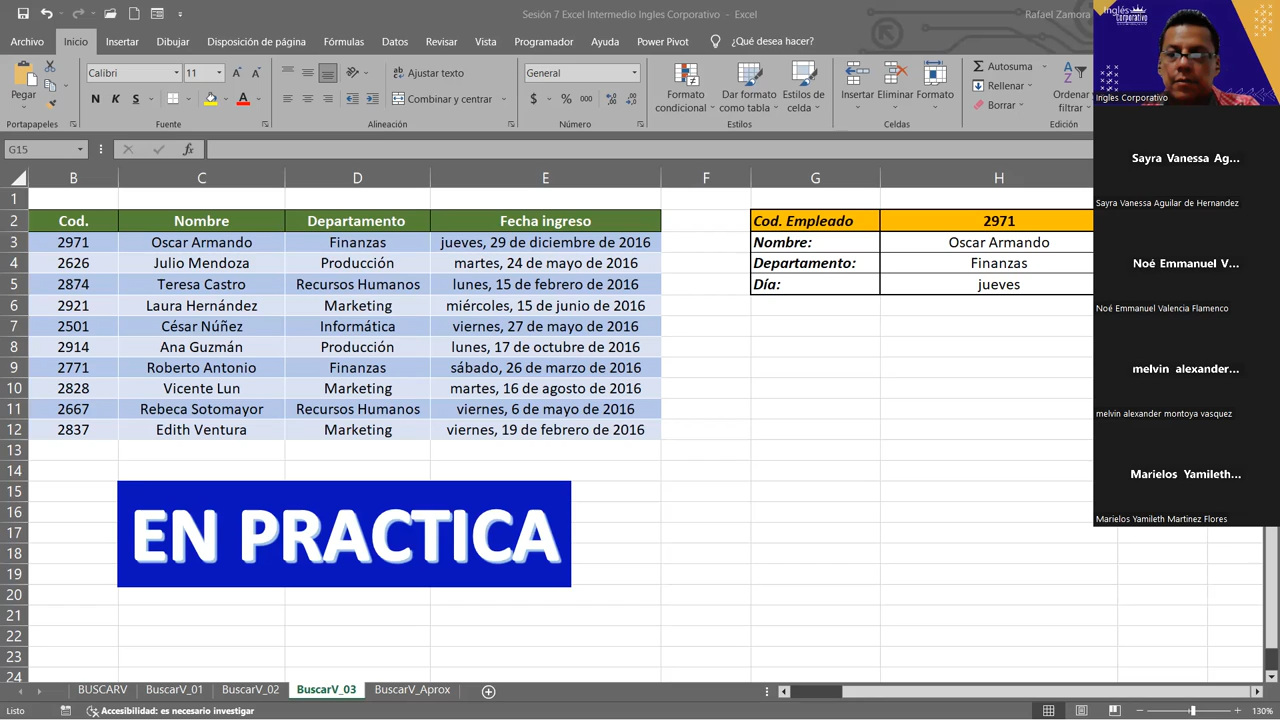 Sesión 7 Excel Intermedio Ingles Corporativo - Excel
Rafael Zamora
Archivo Inicio Insertar Dibujar Disposición de página Fórmulas Datos Revisar Vista Programador Ayuda Power Pivot ¿Qué desea hacer?
Pegar
Calibri 11
N K S
Ajustar texto
Combinar y centrar
General
$ % 000
Formato condicional
Dar formato como tabla
Estilos de celda
Insertar Eliminar Formato
Autosuma
Rellenar
Borrar
Ordenar
filtrar
Portapapeles Fuente Alineación Número Estilos Celdas Edición
G15
fx
B C D E F G H
1
2 Cod. Nombre Departamento Fecha ingreso Cod. Empleado 2971
3 2971 Oscar Armando Finanzas jueves, 29 de diciembre de 2016 Nombre: Oscar Armando
4 2626 Julio Mendoza Producción martes, 24 de mayo de 2016 Departamento: Finanzas
5 2874 Teresa Castro Recursos Humanos lunes, 15 de febrero de 2016 Día: jueves
6 2921 Laura Hernández Marketing miércoles, 15 de junio de 2016
7 2501 César Núñez Informática viernes, 27 de mayo de 2016
8 2914 Ana Guzmán Producción lunes, 17 de octubre de 2016
9 2771 Roberto Antonio Finanzas sábado, 26 de marzo de 2016
10 2828 Vicente Lun Marketing martes, 16 de agosto de 2016
11 2667 Rebeca Sotomayor Recursos Humanos viernes, 6 de mayo de 2016
12 2837 Edith Ventura Marketing viernes, 19 de febrero de 2016
13
14
15
16
17
18
19
20
21
22
23
24
EN PRACTICA
BUSCARV BuscarV_01 BuscarV_02 BuscarV_03 BuscarV_Aprox
Listo
Accesibilidad: es necesario investigar
130%
Inglés
Corporativo
Ingles Corporativo
Sayra Vanessa Ag...
Sayra Vanessa Aguilar de Hernandez
Noé Emmanuel V...
Noé Emmanuel Valencia Flamenco
melvin alexander...
melvin alexander montoya vasquez
Marielos Yamileth...
Marielos Yamileth Martinez Flores